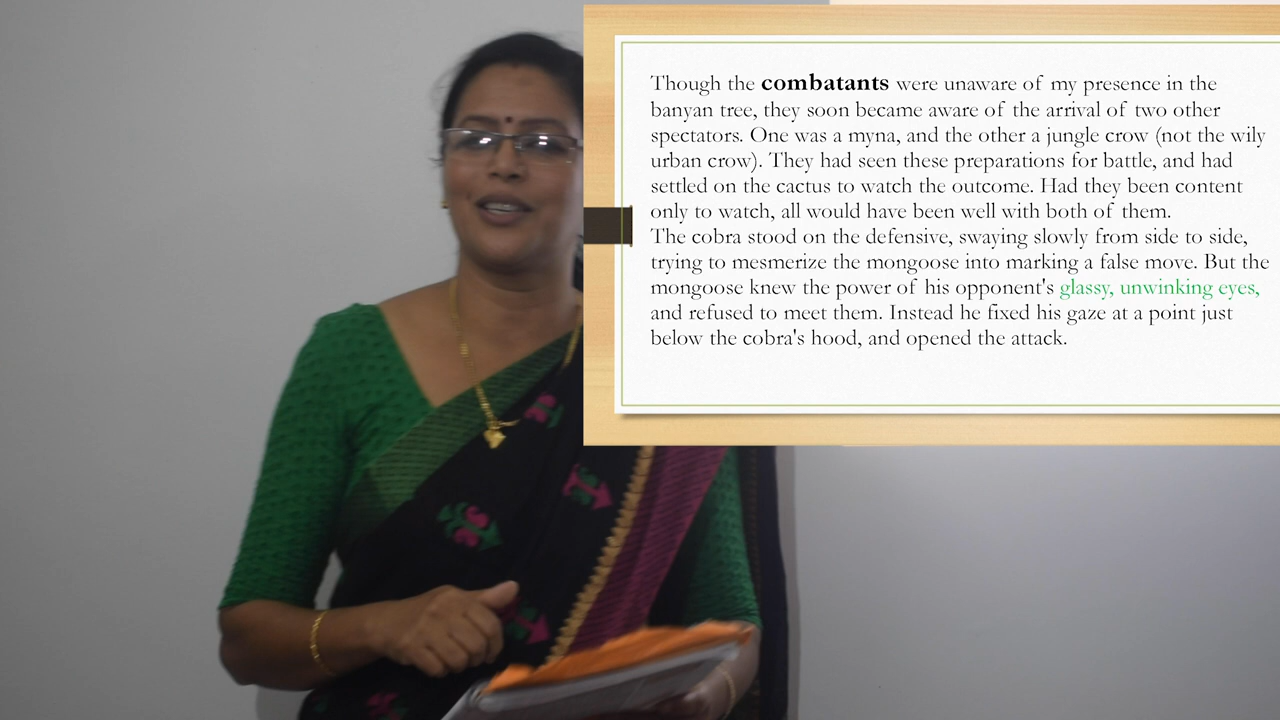 Though the combatants were unaware of my presence in the
banyan tree, they soon became aware of the arrival of two other
spectators. One was a myna, and the other a jungle crow (not the wily
urban crow). They had seen these preparations for battle, and had
settled on the cactus to watch the outcome. Had they been content
only to watch, all would have been well with both of them.
The cobra stood on the defensive, swaying slowly from side to side,
trying to mesmerize the mongoose into marking a false move. But the
mongoose knew the power of his opponent's glassy, unwinking eyes,
and refused to meet them. Instead he fixed his gaze at a point just
below the cobra's hood, and opened the attack.